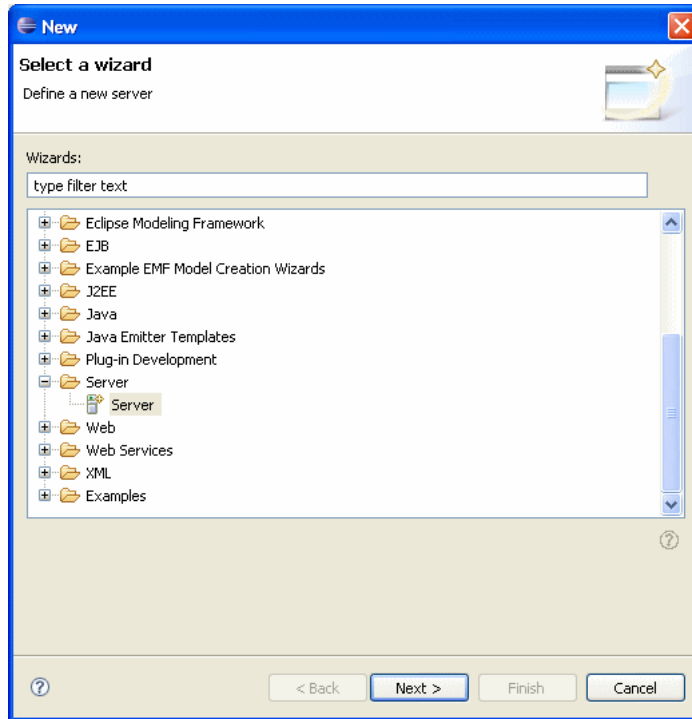 New
Select a wizard
Define a new server
Wizards:
type filter text
Eclipse Modeling Framework
EJB
Example EMF Model Creation Wizards
J2EE
Java
Java Emitter Templates
Plug-in Development
Server
Server
Web
Web Services
XML
Examples
< Back Next > Finish Cancel